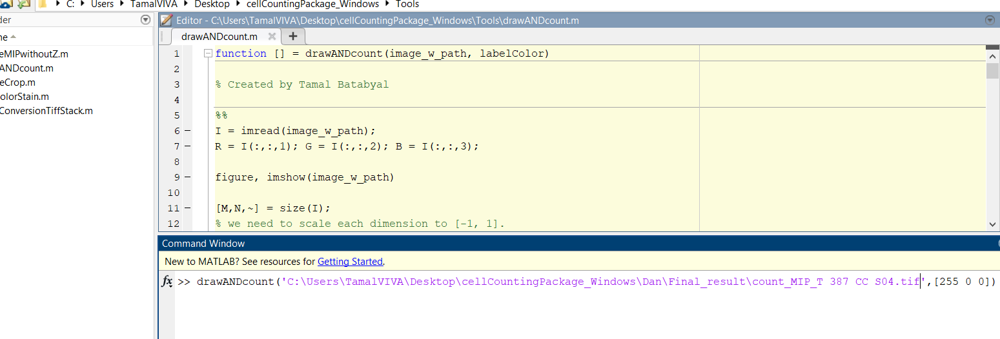 C: Users TamalVIVA Desktop cellCountingPackage_Windows Tools
der
Editor - C:\Users\TamalVIVA\Desktop\cellCountingPackage_Windows\Tools\drawANDcount.m
me
drawANDcount.m
eMIPwithoutZ.m
ANDcount.m
eCrop.m
olorStain.m
ConversionTiffStack.m
1 function [] = drawANDcount(image_w_path, labelColor)
2
3 % Created by Tamal Batabyal
4
5 %%
6 I = imread(image_w_path);
7 R = I(:,:,1); G = I(:,:,2); B = I(:,:,3);
8
9 figure, imshow(image_w_path)
10
11 [M,N,~] = size(I);
12 % we need to scale each dimension to [-1, 1].
Command Window
New to MATLAB? See resources for Getting Started.
fx >> drawANDcount('C:\Users\TamalVIVA\Desktop\cellCountingPackage_Windows\Dan\Final_result\count_MIP_T 387 CC S04.tif',[255 0 0])